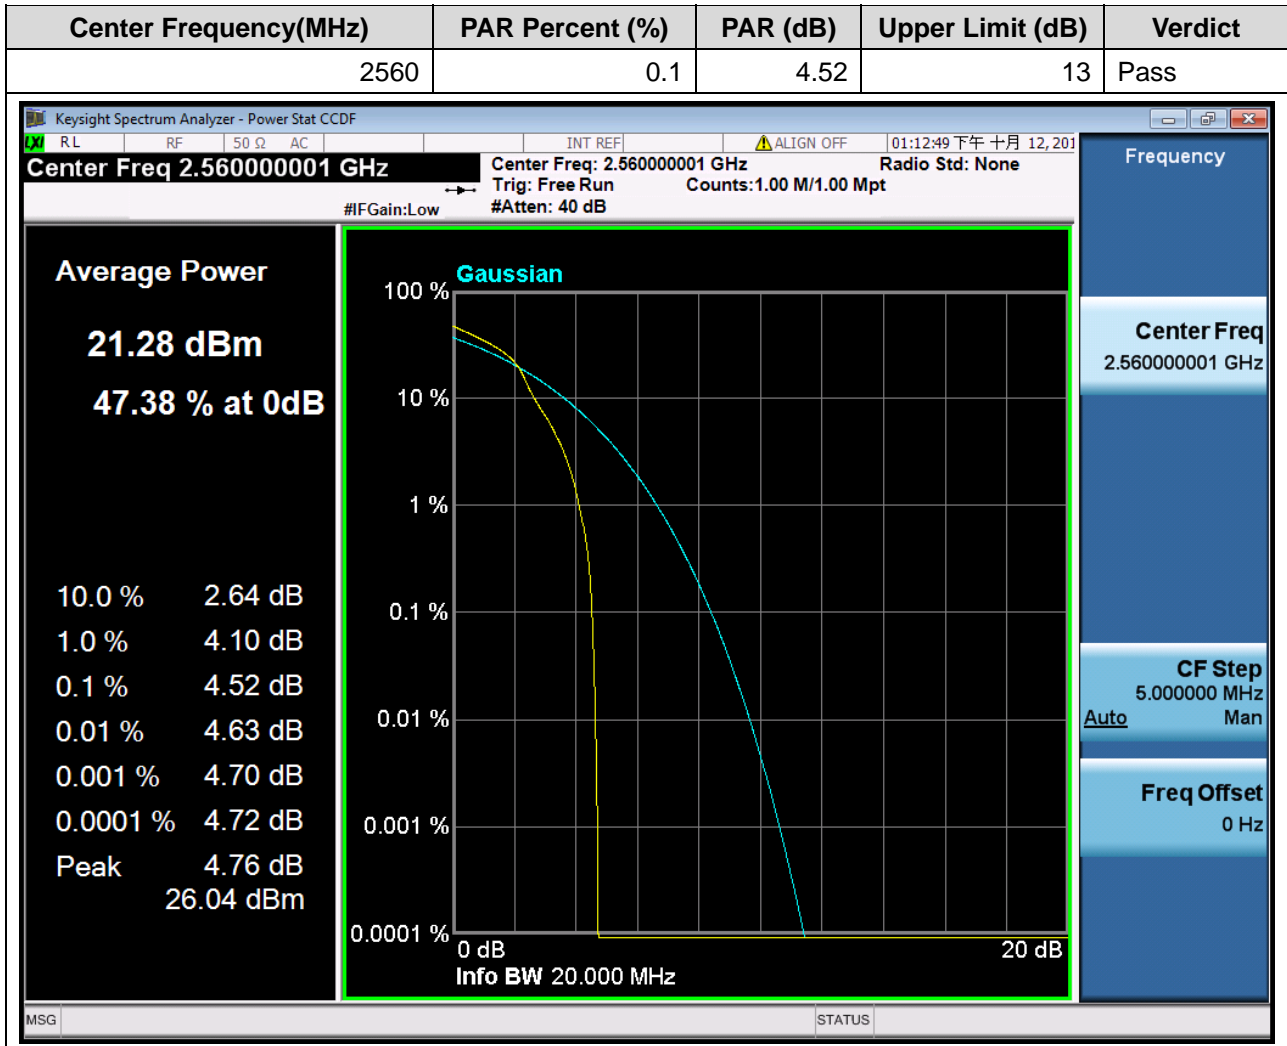 Center Frequency(MHz) PAR Percent (%) PAR (dB) Upper Limit (dB) Verdict
2560 0.1 4.52 13 Pass
Keysight Spectrum Analyzer - Power Stat CCDF
LXI RL RF 50 Ω AC INT REF ALIGN OFF 01:12:49 下午 十月 12, 201
Center Freq 2.560000001 GHz
Center Freq: 2.560000001 GHz Radio Std: None
Trig: Free Run Counts:1.00 M/1.00 Mpt
#IFGain:Low #Atten: 40 dB
Frequency
Average Power
21.28 dBm
47.38 % at 0dB
10.0 % 2.64 dB
1.0 % 4.10 dB
0.1 % 4.52 dB
0.01 % 4.63 dB
0.001 % 4.70 dB
0.0001 % 4.72 dB
Peak 4.76 dB
26.04 dBm
Gaussian
100 %
10 %
1 %
0.1 %
0.01 %
0.001 %
0.0001 %
0 dB 20 dB
Info BW 20.000 MHz
Center Freq
2.560000001 GHz
CF Step
5.000000 MHz
Auto Man
Freq Offset
0 Hz
MSG STATUS